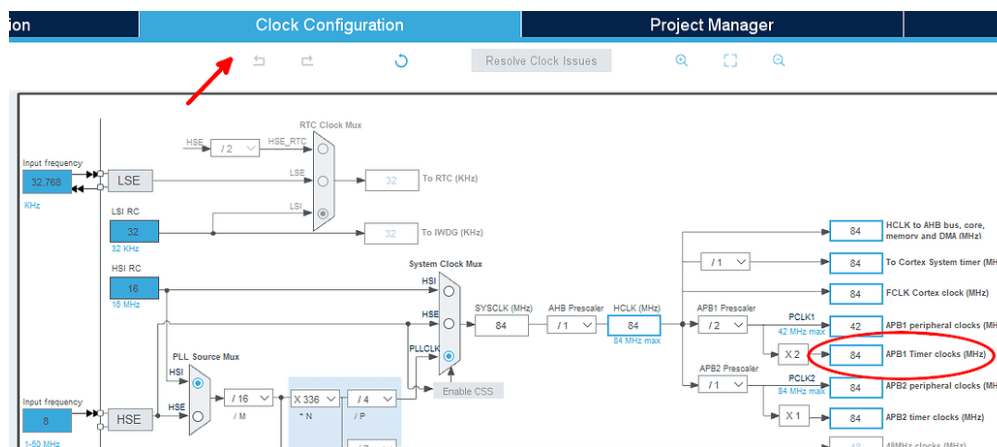 ion
Clock Configuration
Project Manager
Resolve Clock Issues
RTC Clock Mux
HSE
/ 2
HSE_RTC
Input frequency
32.768
KHz
LSE
LSE
32
To RTC (KHz)
LSI RC
32
32 KHz
LSI
32
To IWDG (KHz)
HSI RC
16
16 MHz
System Clock Mux
HSI
HSE
PLLCLK
SYSCLK (MHz)
84
AHB Prescaler
/ 1
HCLK (MHz)
84
84 MHz max
Enable CSS
84
HCLK to AHB bus, core,
memory and DMA (MHz)
/ 1
84
To Cortex System timer (MH
84
FCLK Cortex clock (MHz)
APB1 Prescaler
/ 2
PCLK1
42 MHz max
42
APB1 peripheral clocks (MH
X 2
84
APB1 Timer clocks (MHz)
APB2 Prescaler
/ 1
PCLK2
84 MHz max
84
APB2 peripheral clocks (MH
X 1
84
APB2 timer clocks (MHz)
48MHz clocks (MHz)
PLL Source Mux
HSI
HSE
/ 16
/ M
X 336
* N
/ 4
/ P
Input frequency
8
1-50 MHz
HSE